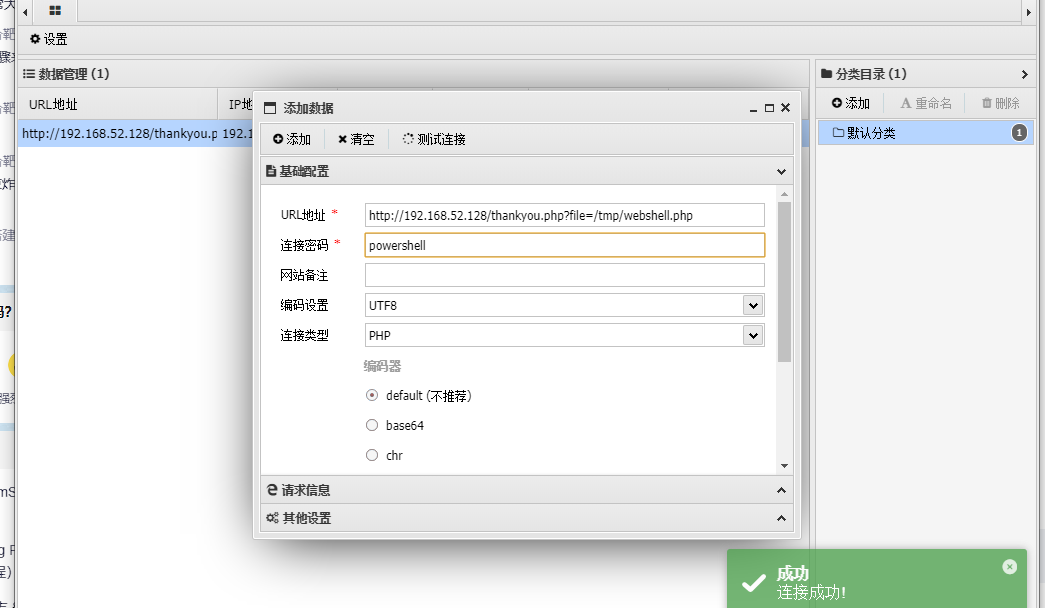 设置
数据管理 (1)
分类目录 (1)
URL地址 IP地
添加 重命名 删除
http://192.168.52.128/thankyou.p 192.1
默认分类 1
添加数据
添加 清空 测试连接
基础配置
URL地址 * http://192.168.52.128/thankyou.php?file=/tmp/webshell.php
连接密码 * powershell
网站备注
编码设置 UTF8
连接类型 PHP
编码器
default (不推荐)
base64
chr
请求信息
其他设置
成功
连接成功!